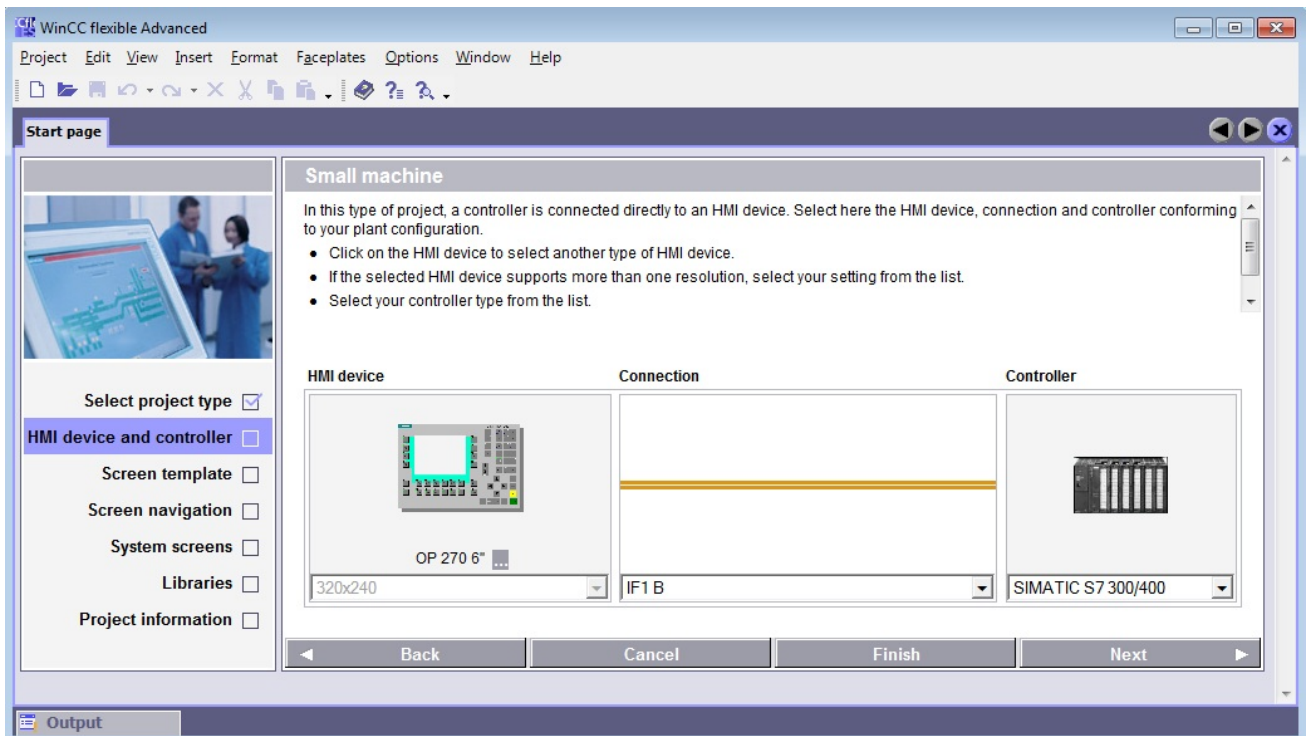 WinCC flexible Advanced
Project Edit View Insert Format Faceplates Options Window Help
Start page
Small machine
In this type of project, a controller is connected directly to an HMI device. Select here the HMI device, connection and controller conforming
to your plant configuration.
• Click on the HMI device to select another type of HMI device.
• If the selected HMI device supports more than one resolution, select your setting from the list.
• Select your controller type from the list.
Select project type
HMI device and controller
Screen template
Screen navigation
System screens
Libraries
Project information
HMI device Connection Controller
OP 270 6" ...
320x240 IF1 B SIMATIC S7 300/400
Back Cancel Finish Next
Output